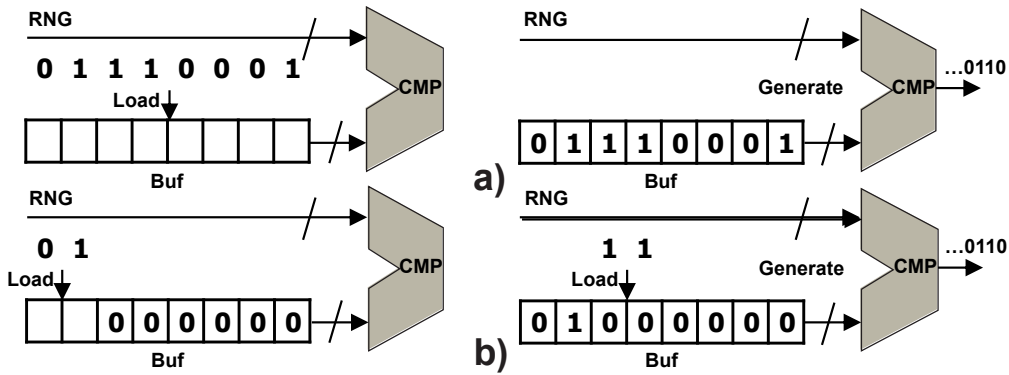 RNG
0 1 1 1 0 0 0 1
Load
CMP
Buf
RNG
Generate
CMP
...0110
0 1 1 1 0 0 0 1
Buf
a)
RNG
0 1
Load
CMP
0 0 0 0 0 0
Buf
RNG
1 1
Load
Generate
CMP
...0110
0 1 0 0 0 0 0 0
Buf
b)